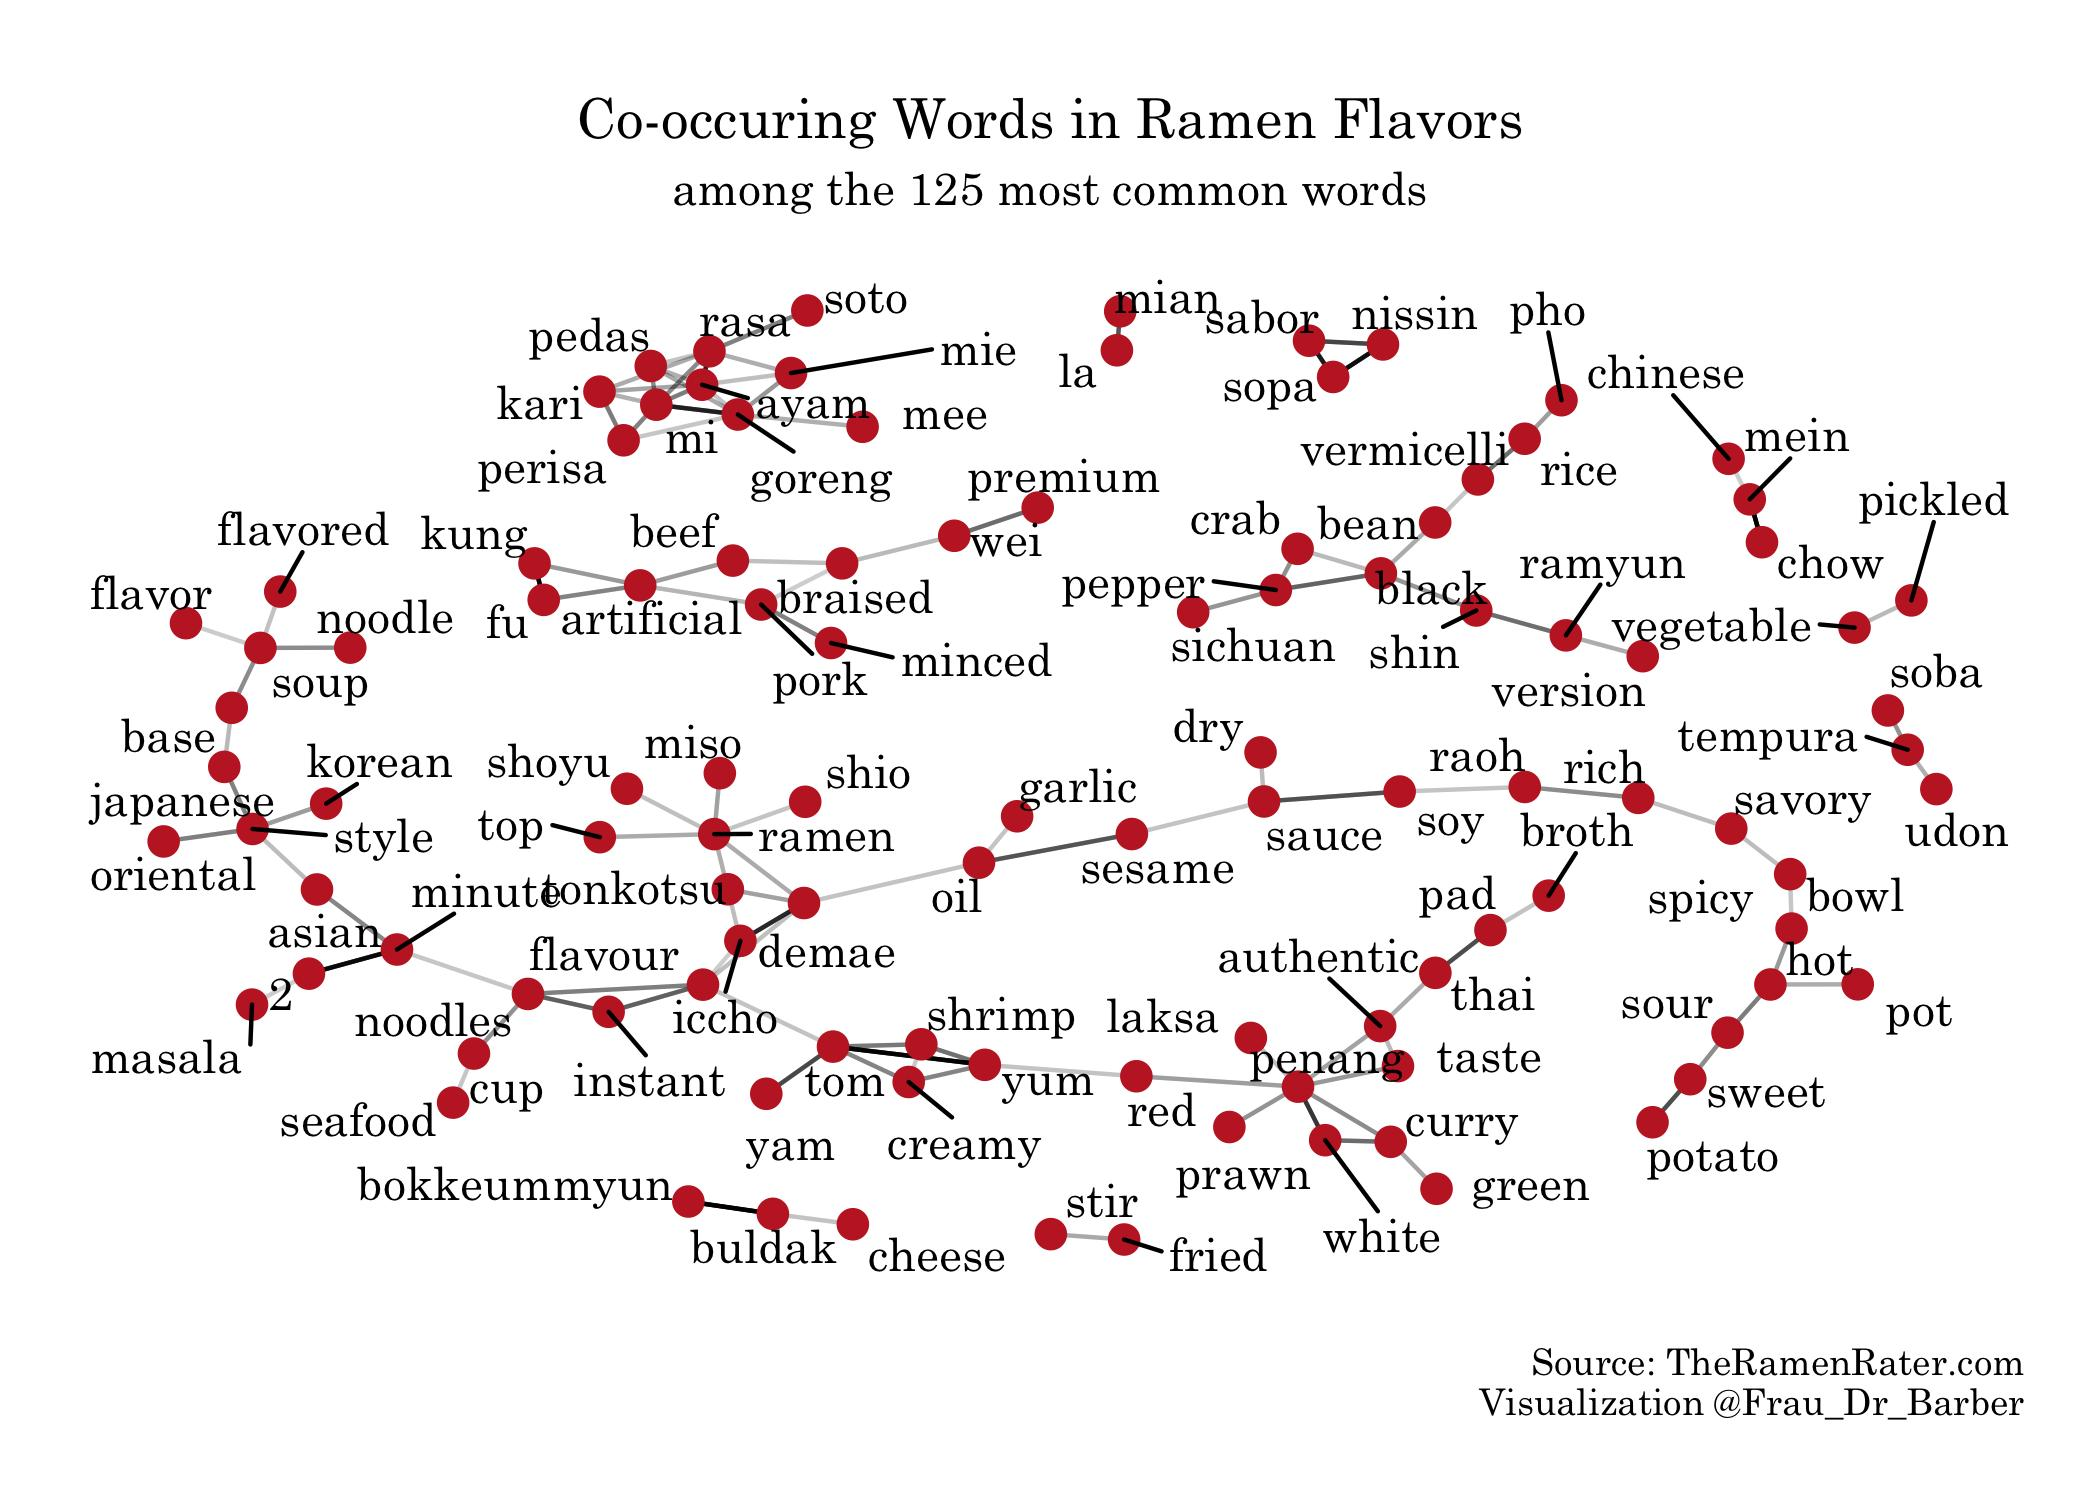 Co-occuring Words in Ramen Flavors
among the 125 most common words
soto
mian
rasa
sabor
nissin
pho
pedas
mie
la
sopa
chinese
kari
ayam
mee
mi
mein
perisa
goreng
vermicelli
rice
premium
pickled
flavored
kung
beef
wei
crab
bean
chow
ramyun
flavor
noodle
fu
artificial
braised
pepper
black
vegetable
soup
pork
minced
sichuan
shin
version
soba
base
korean
shoyu
miso
shio
dry
raoh
rich
tempura
japanese
style
top
ramen
garlic
sauce
soy
broth
savory
udon
oriental
minute
tonkotsu
oil
sesame
pad
spicy
bowl
asian
flavour
demae
authentic
thai
hot
2
noodles
iccho
shrimp
laksa
sour
pot
masala
cup
instant
tom
yum
penang
taste
seafood
yam
creamy
red
curry
sweet
prawn
potato
bokkeummyun
stir
green
buldak
cheese
fried
white
Source: TheRamenRater.com
Visualization @Frau_Dr_Barber